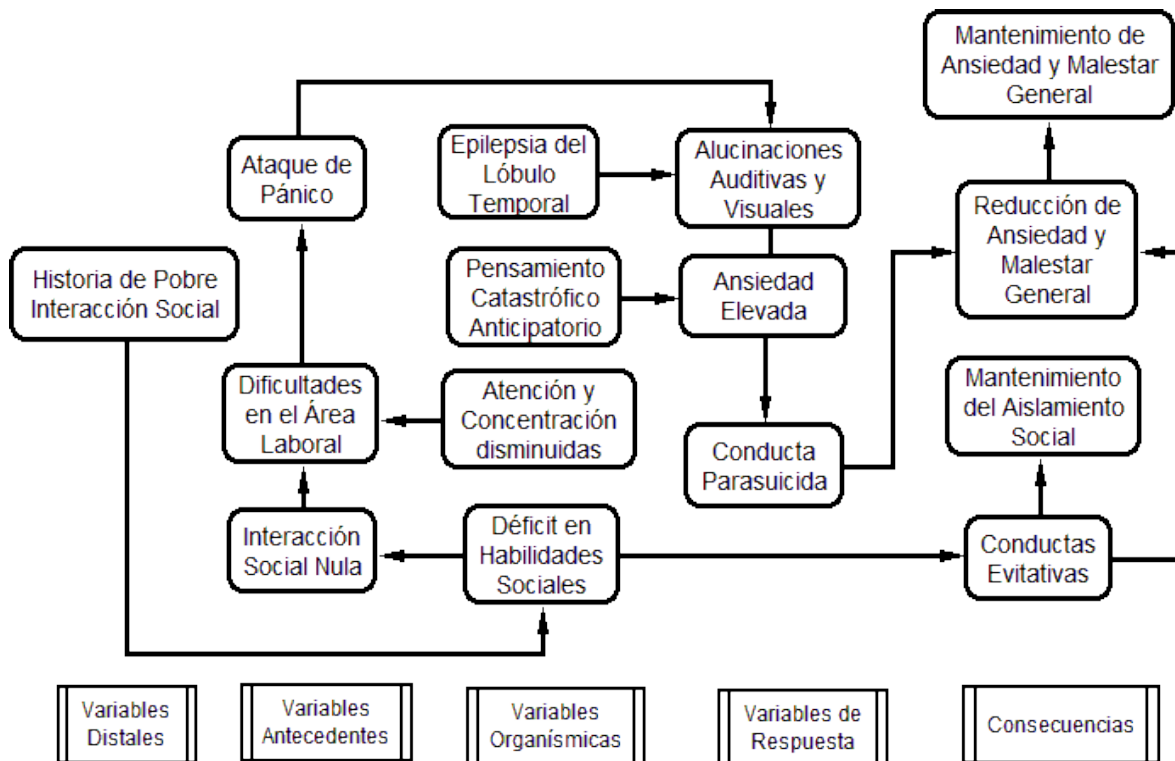 Mantenimiento de
Ansiedad y Malestar
General
Ataque de
Pánico
Epilepsia del
Lóbulo
Temporal
Alucinaciones
Auditivas y
Visuales
Reducción de
Ansiedad y
Malestar
General
Historia de Pobre
Interacción Social
Pensamiento
Catastrófico
Anticipatorio
Ansiedad
Elevada
Dificultades
en el Área
Laboral
Atención y
Concentración
disminuidas
Mantenimiento
del Aislamiento
Social
Conducta
Parasuicida
Interacción
Social Nula
Déficit en
Habilidades
Sociales
Conductas
Evitativas
Variables
Distales
Variables
Antecedentes
Variables
Organísmicas
Variables de
Respuesta
Consecuencias